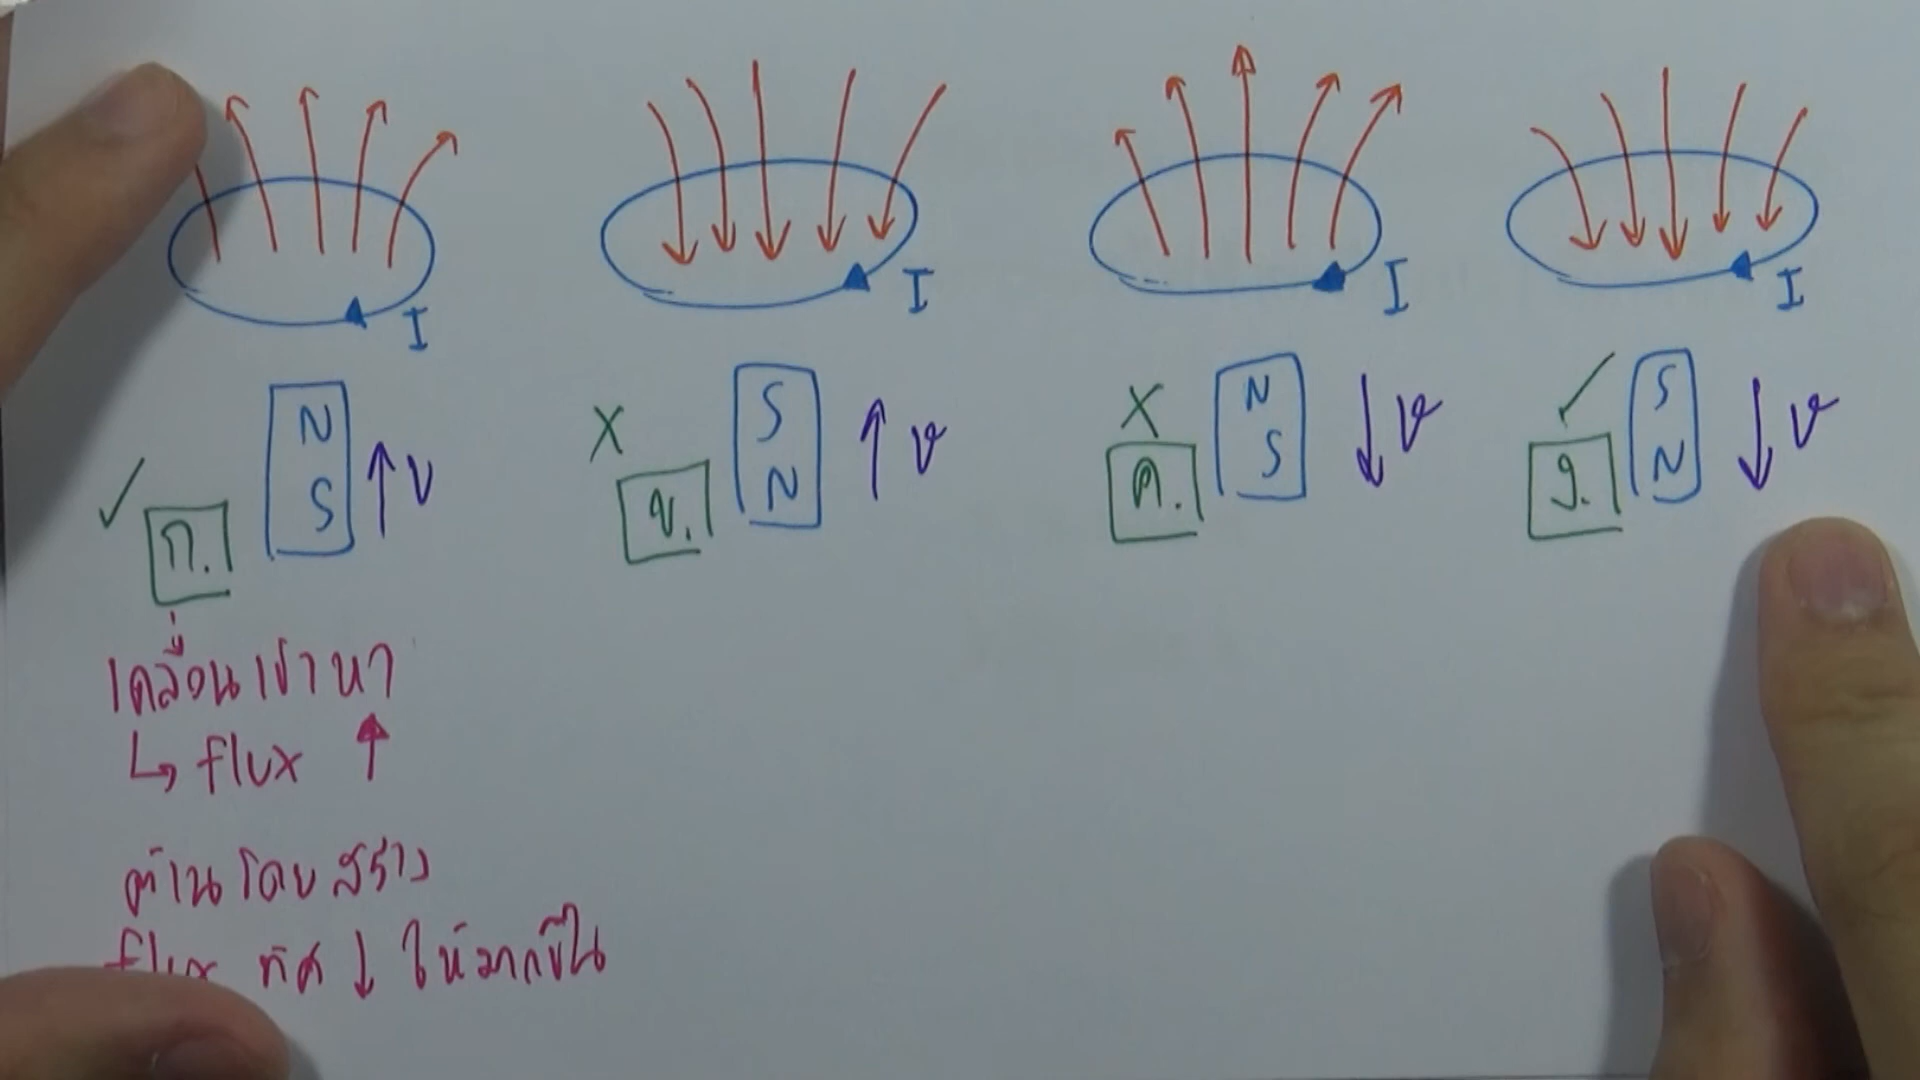 I I I I
N S ↑ v
S N ↑ v
N S ↓ v
S N ↓ v
✓ ก. X ข. X ค. ✓ ง.
เคลื่อนเข้าหา
↳ flux ↑
ต้านโดยสร้าง
flux ทิศ ↓ ให้มากขึ้น